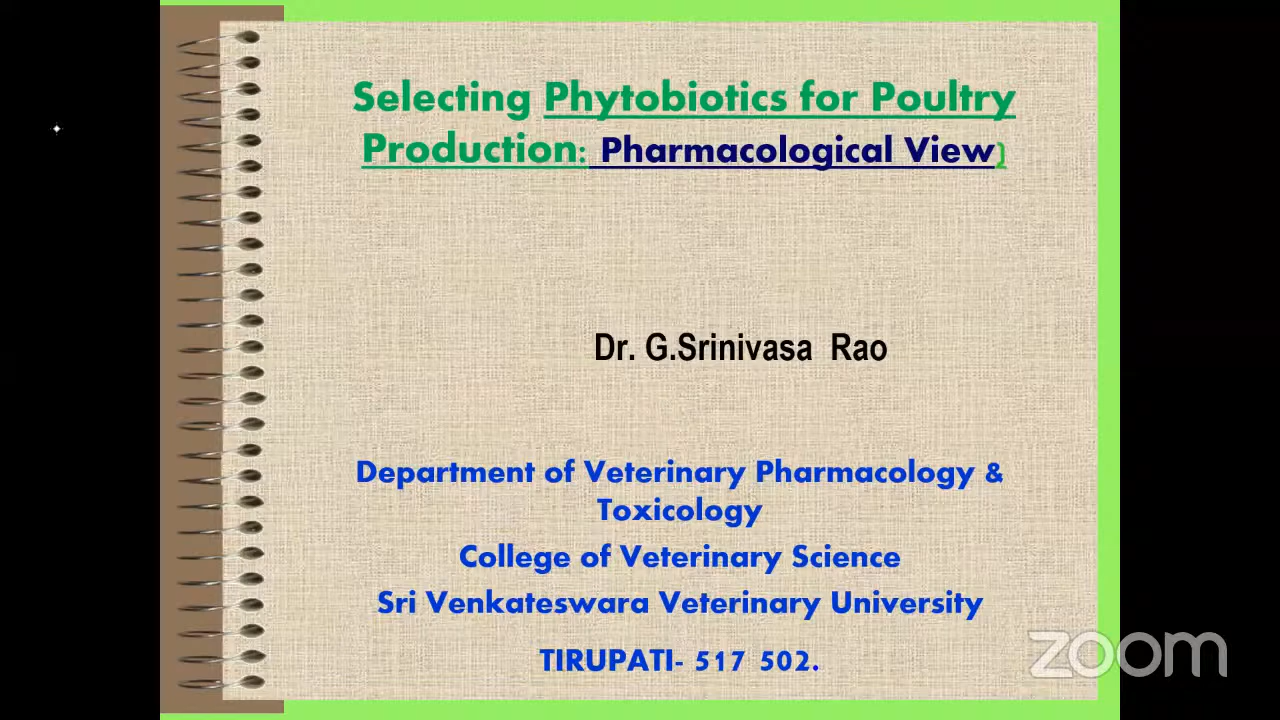 Selecting Phytobiotics for Poultry
Production: Pharmacological View)
Dr. G.Srinivasa Rao
Department of Veterinary Pharmacology &
Toxicology
College of Veterinary Science
Sri Venkateswara Veterinary University
TIRUPATI- 517 502.
zoom